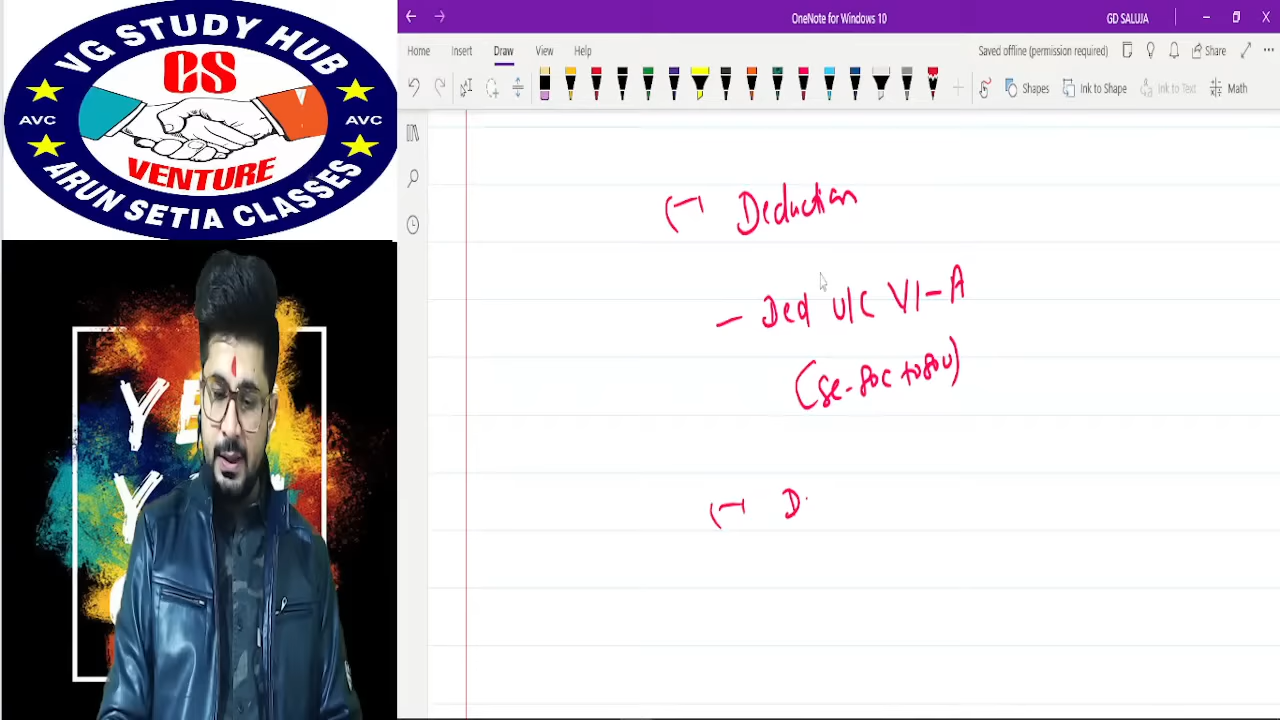 VG STUDY HUB
CS
AVC
AVC
VENTURE
ARUN SETIA CLASSES
YE
Y
OneNote for Windows 10
GD SALUJA
Home
Insert
Draw
View
Help
Saved offline (permission required)
Share
Shapes
Ink to Shape
Ink to Text
Math
(-) Deduction
- Ded U/C VI-A
(Se-80C to 80U)
(-) D